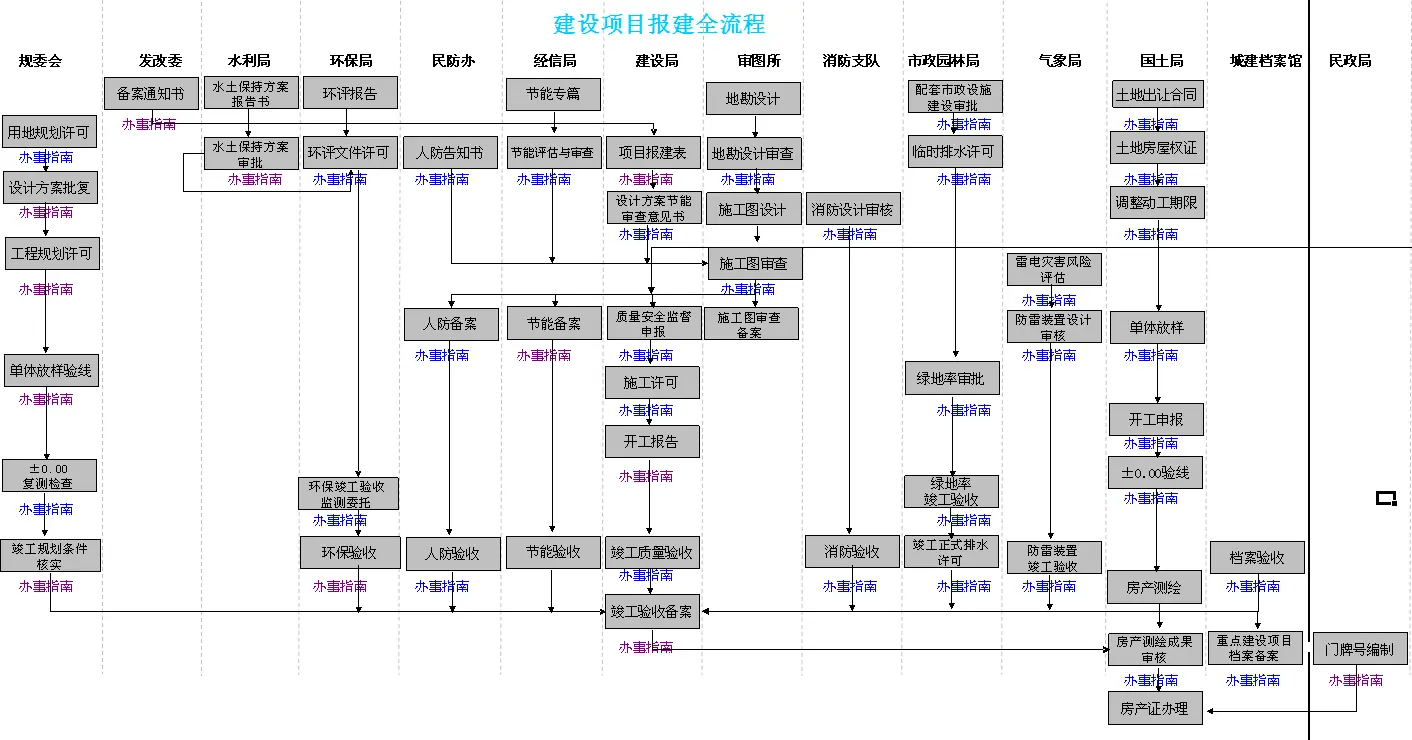 建设项目报建全流程
规委会
发改委
水利局
环保局
民防办
经信局
建设局
审图所
消防支队
市政园林局
气象局
国土局
城建档案馆
民政局
用地规划许可
办事指南
设计方案批复
办事指南
工程规划许可
办事指南
单体放样验线
办事指南
±0.00
复测检查
办事指南
竣工规划条件
核实
办事指南
备案通知书
办事指南
水土保持方案
报告书
水土保持方案
审批
办事指南
环评报告
环评文件许可
办事指南
环保竣工验收
监测委托
办事指南
环保验收
办事指南
人防告知书
办事指南
人防备案
办事指南
人防验收
办事指南
节能专篇
节能评估与审查
办事指南
节能备案
办事指南
节能验收
项目报建表
办事指南
设计方案节能
审查意见书
办事指南
质量安全监督
申报
办事指南
施工许可
办事指南
开工报告
办事指南
竣工质量验收
办事指南
竣工验收备案
办事指南
地勘设计
地勘设计审查
办事指南
施工图设计
施工图审查
办事指南
施工图审查
备案
消防设计审核
办事指南
消防验收
办事指南
配套市政设施
建设审批
办事指南
临时排水许可
办事指南
绿地率审批
办事指南
绿地率
竣工验收
办事指南
竣工正式排水
许可
办事指南
雷电灾害风险
评估
办事指南
防雷装置设计
审核
办事指南
防雷装置
竣工验收
办事指南
土地出让合同
办事指南
土地房屋权证
办事指南
调整动工期限
办事指南
单体放样
办事指南
开工申报
办事指南
±0.00验线
办事指南
房产测绘
房产测绘成果
审核
办事指南
房产证办理
档案验收
办事指南
重点建设项目
档案备案
办事指南
门牌号编制
办事指南